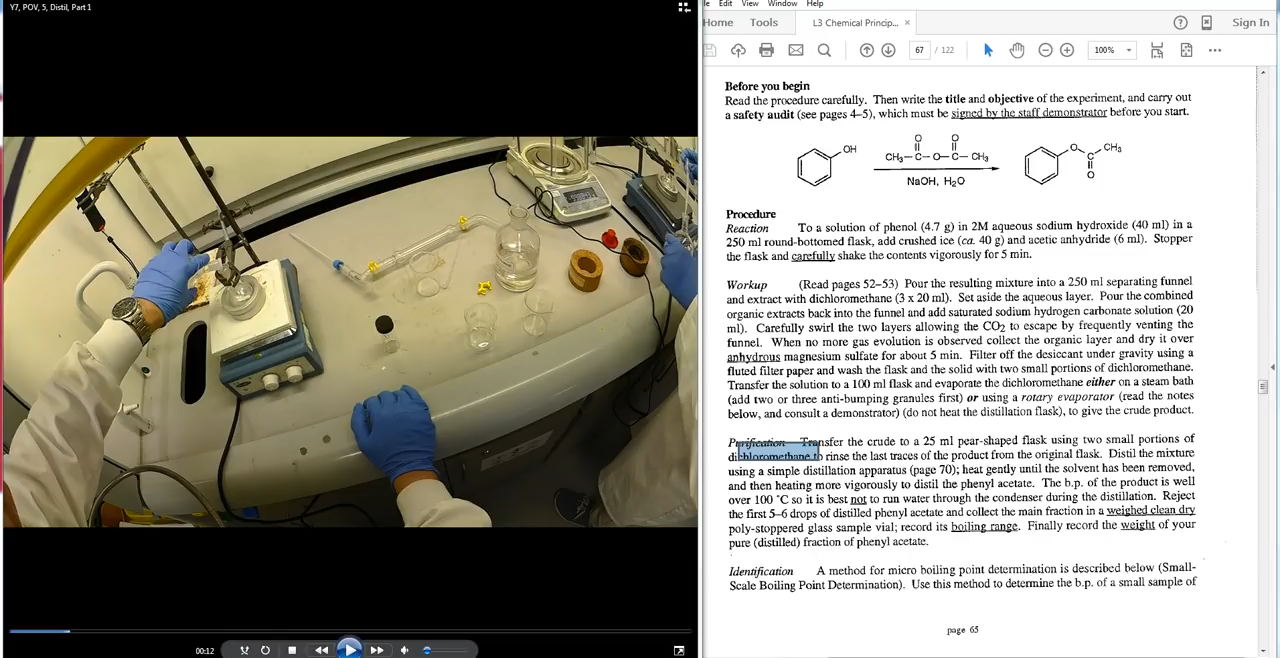 Y7, POV, 5, Distil, Part 1
Edit View Window Help
Home Tools L3 Chemical Princip... × Sign In
67 / 122 100%
Before you begin
Read the procedure carefully. Then write the title and objective of the experiment, and carry out
a safety audit (see pages 4–5), which must be signed by the staff demonstrator before you start.
OH
O O
CH₃–C–O–C–CH₃
NaOH, H₂O
O C CH₃
O
Procedure
Reaction To a solution of phenol (4.7 g) in 2M aqueous sodium hydroxide (40 ml) in a
250 ml round-bottomed flask, add crushed ice (ca. 40 g) and acetic anhydride (6 ml). Stopper
the flask and carefully shake the contents vigorously for 5 min.
Workup (Read pages 52–53) Pour the resulting mixture into a 250 ml separating funnel
and extract with dichloromethane (3 x 20 ml). Set aside the aqueous layer. Pour the combined
organic extracts back into the funnel and add saturated sodium hydrogen carbonate solution (20
ml). Carefully swirl the two layers allowing the CO₂ to escape by frequently venting the
funnel. When no more gas evolution is observed collect the organic layer and dry it over
anhydrous magnesium sulfate for about 5 min. Filter off the desiccant under gravity using a
fluted filter paper and wash the flask and the solid with two small portions of dichloromethane.
Transfer the solution to a 100 ml flask and evaporate the dichloromethane either on a steam bath
(add two or three anti-bumping granules first) or using a rotary evaporator (read the notes
below, and consult a demonstrator) (do not heat the distillation flask), to give the crude product.
Purification Transfer the crude to a 25 ml pear-shaped flask using two small portions of
dichloromethane to rinse the last traces of the product from the original flask. Distil the mixture
using a simple distillation apparatus (page 70); heat gently until the solvent has been removed,
and then heating more vigorously to distil the phenyl acetate. The b.p. of the product is well
over 100 °C so it is best not to run water through the condenser during the distillation. Reject
the first 5–6 drops of distilled phenyl acetate and collect the main fraction in a weighed clean dry
poly-stoppered glass sample vial; record its boiling range. Finally record the weight of your
pure (distilled) fraction of phenyl acetate.
Identification A method for micro boiling point determination is described below (Small-
Scale Boiling Point Determination). Use this method to determine the b.p. of a small sample of
page 65
00:12